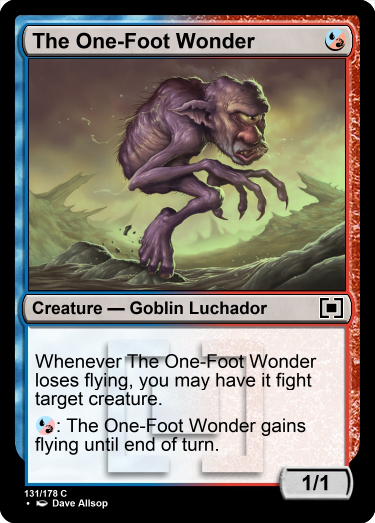 The One-Foot Wonder
Creature — Goblin Luchador
Whenever The One-Foot Wonder
loses flying, you may have it fight
target creature.
: The One-Foot Wonder gains
flying until end of turn.
1/1
131/178 C
• Dave Allsop